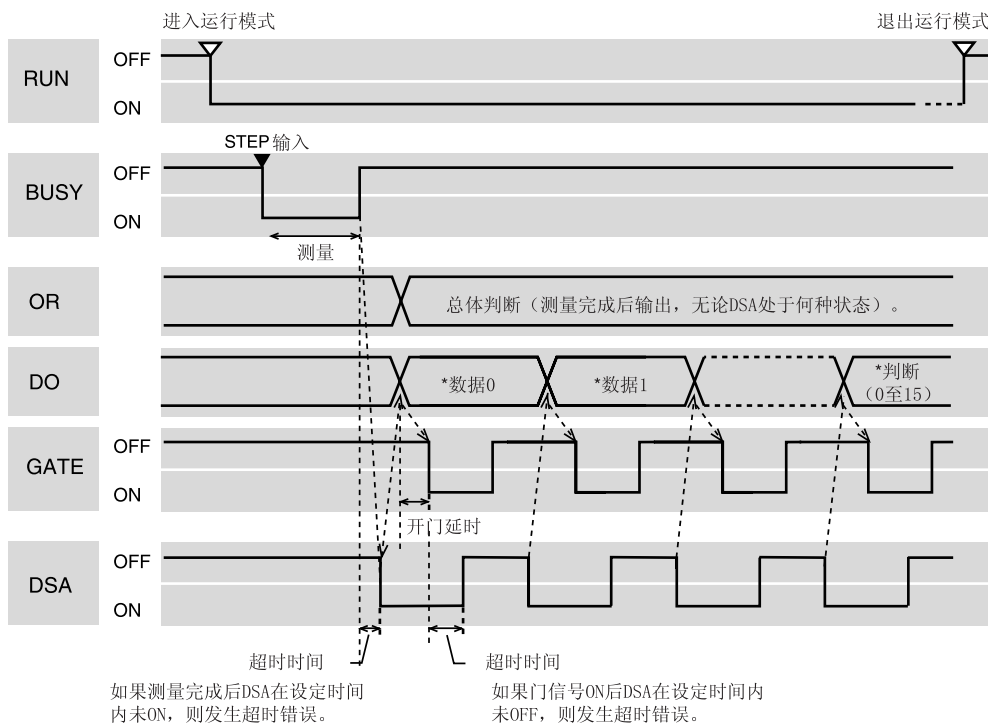 进入运行模式
退出运行模式
RUN
OFF
ON
STEP输入
BUSY
OFF
ON
测量
OR
总体判断（测量完成后输出，无论DSA处于何种状态）。
DO
*数据0
*数据1
*判断
（0至15）
GATE
OFF
ON
开门延时
DSA
OFF
ON
超时时间
超时时间
如果测量完成后DSA在设定时间
内未ON，则发生超时错误。
如果门信号ON后DSA在设定时间内
未OFF，则发生超时错误。